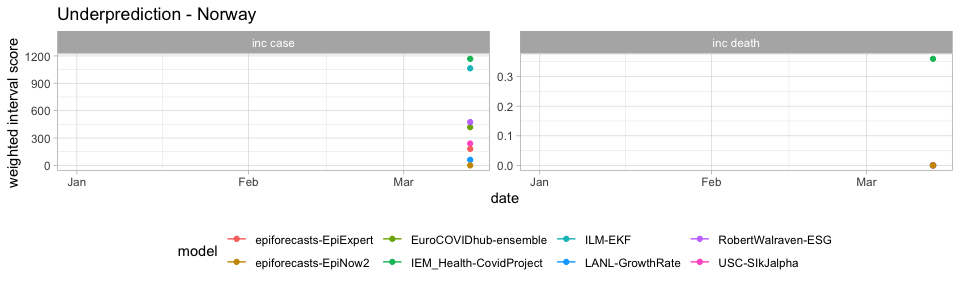 Underprediction - Norway
inc case
inc death
weighted interval score
1200
900
600
300
0
0.3
0.2
0.1
0.0
Jan Feb Mar
Jan Feb Mar
date
model
epiforecasts-EpiExpert EuroCOVIDhub-ensemble ILM-EKF RobertWalraven-ESG
epiforecasts-EpiNow2 IEM_Health-CovidProject LANL-GrowthRate USC-SIkJalpha